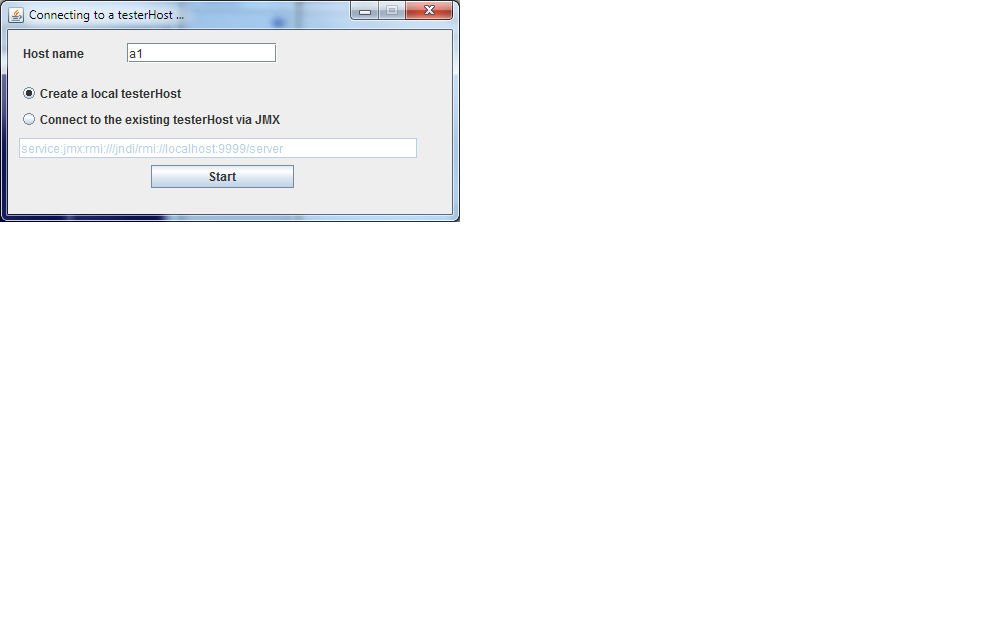 Connecting to a testerHost ...
Host name a1
Create a local testerHost
Connect to the existing testerHost via JMX
service:jmx:rmi:///jndi/rmi://localhost:9999/server
Start